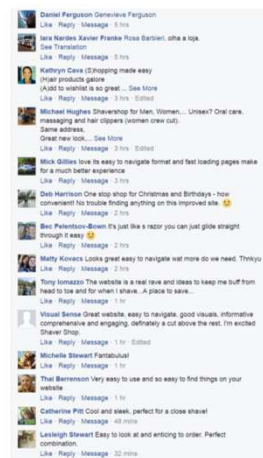 Daniel Ferguson Genevieve Ferguson
Like · Reply · Message · 5 hrs
Iara Nardes Xavier Franke Rosa Barbieri, olha a loja.
See Translation
Like · Reply · Message · 5 hrs
Kathryn Cava (S)hopping made easy
(H)air products galore
(A)dd to wishlist is so great ... See More
Like · Reply · Message · 3 hrs · Edited
Michael Hughes Shavershop for Men, Women,... Unisex? Oral care,
massaging and hair clippers (women crew cut).
Same address,
Great new look,... See More
Like · Reply · Message · 3 hrs · Edited
Mick Gillies love its easy to navigate format and fast loading pages make
for a much better experience
Like · Reply · Message · 3 hrs
Deb Harrison One stop shop for Christmas and Birthdays - how
convenient! No trouble finding anything on this improved site. 🙂
Like · Reply · Message · 2 hrs
Bec Pelentsov-Bown It's just like a razor you can just glide straight
through it easy 🙂
Like · Reply · Message · 2 hrs
Matty Kovacs Looks great easy to navigate wat more do we need. Thnkyu
Like · Reply · Message · 2 hrs
Tony Iomazzo The website is a real rave and ideas to keep me buff from
head to toe and for when I shave...A place to save...
Like · Reply · Message · 1 hr
Visual Sense Great website, easy to navigate, good visuals, informative
comprehensive and engaging, definately a cut above the rest. I'm excited
Shaver Shop.
Like · Reply · Message · 1 hr · Edited
Michelle Stewart Fantabulus!
Like · Reply · Message · 1 hr
Thai Berrenson Very easy to use and so easy to find things on your
website
Like · Reply · Message · 1 hr
Catherine Pitt Cool and sleek, perfect for a close shave!
Like · Reply · Message · 48 mins
Lesleigh Stewart Easy to look at and enticing to order. Perfect
combination.
Like · Reply · Message · 32 mins